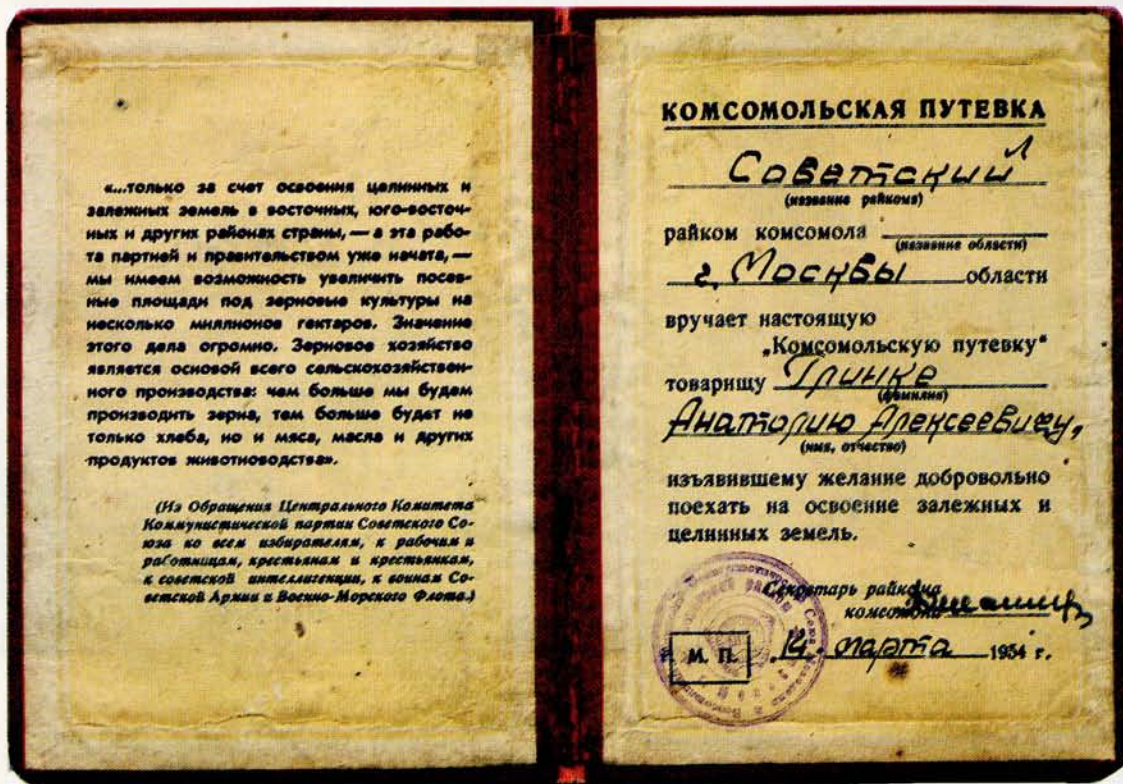 «...только за счет освоения целинных и
залежных земель в восточных, юго-восточ-
ных и других районах страны, — а эта рабо-
та партией и правительством уже начата, —
мы имеем возможность увеличить посев-
ные площади под зерновые культуры на
несколько миллионов гектаров. Значение
этого дела огромно. Зерновое хозяйство
является основой всего сельскохозяйствен-
ного производства: чем больше мы будем
производить зерна, тем больше будет не
только хлеба, но и мяса, масла и других
продуктов животноводства».
(Из Обращения Центрального Комитета
Коммунистической партии Советского Со-
юза ко всем избирателям, к рабочим и
работницам, крестьянам и крестьянкам,
к советской интеллигенции, к воинам Со-
ветской Армии и Военно-Морского Флота.)
КОМСОМОЛЬСКАЯ ПУТЕВКА
Советский
(название райкома)
райком комсомола
(название области)
г. Москвы области
вручает настоящую
„Комсомольскую путевку"
товарищу Глинке
(фамилия)
Анатолию Алексеевичу,
(имя, отчество)
изъявившему желание добровольно
поехать на освоение залежных и
целинных земель.
Секретарь райкома
комсомола
М. П.
14 марта 1954 г.